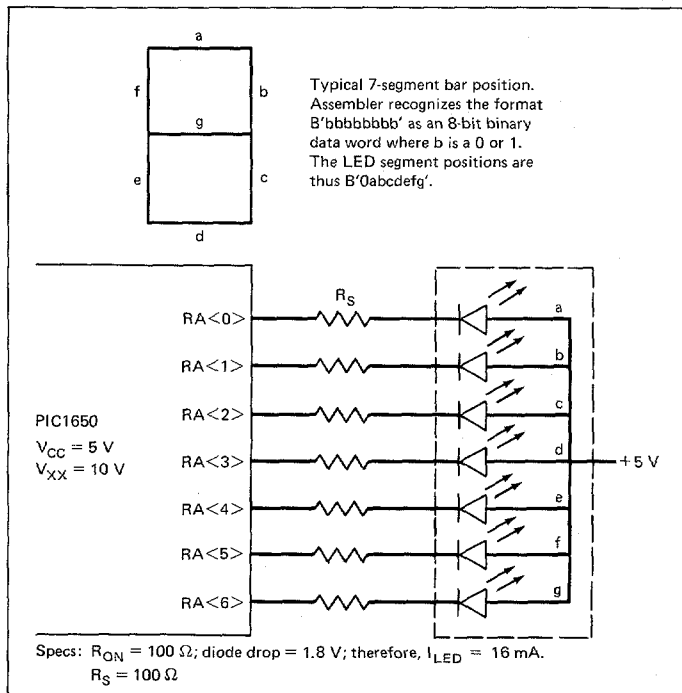 a
f
b
g
e
c
d
Typical 7-segment bar position.
Assembler recognizes the format
B'bbbbbbbb' as an 8-bit binary
data word where b is a 0 or 1.
The LED segment positions are
thus B'0abcdefg'.
PIC1650
V_CC = 5 V
V_XX = 10 V
RA<0>
RA<1>
RA<2>
RA<3>
RA<4>
RA<5>
RA<6>
R_S
a
b
c
d
e
f
g
+5 V
Specs: R_ON = 100 Ω; diode drop = 1.8 V; therefore, I_LED = 16 mA.
R_S = 100 Ω